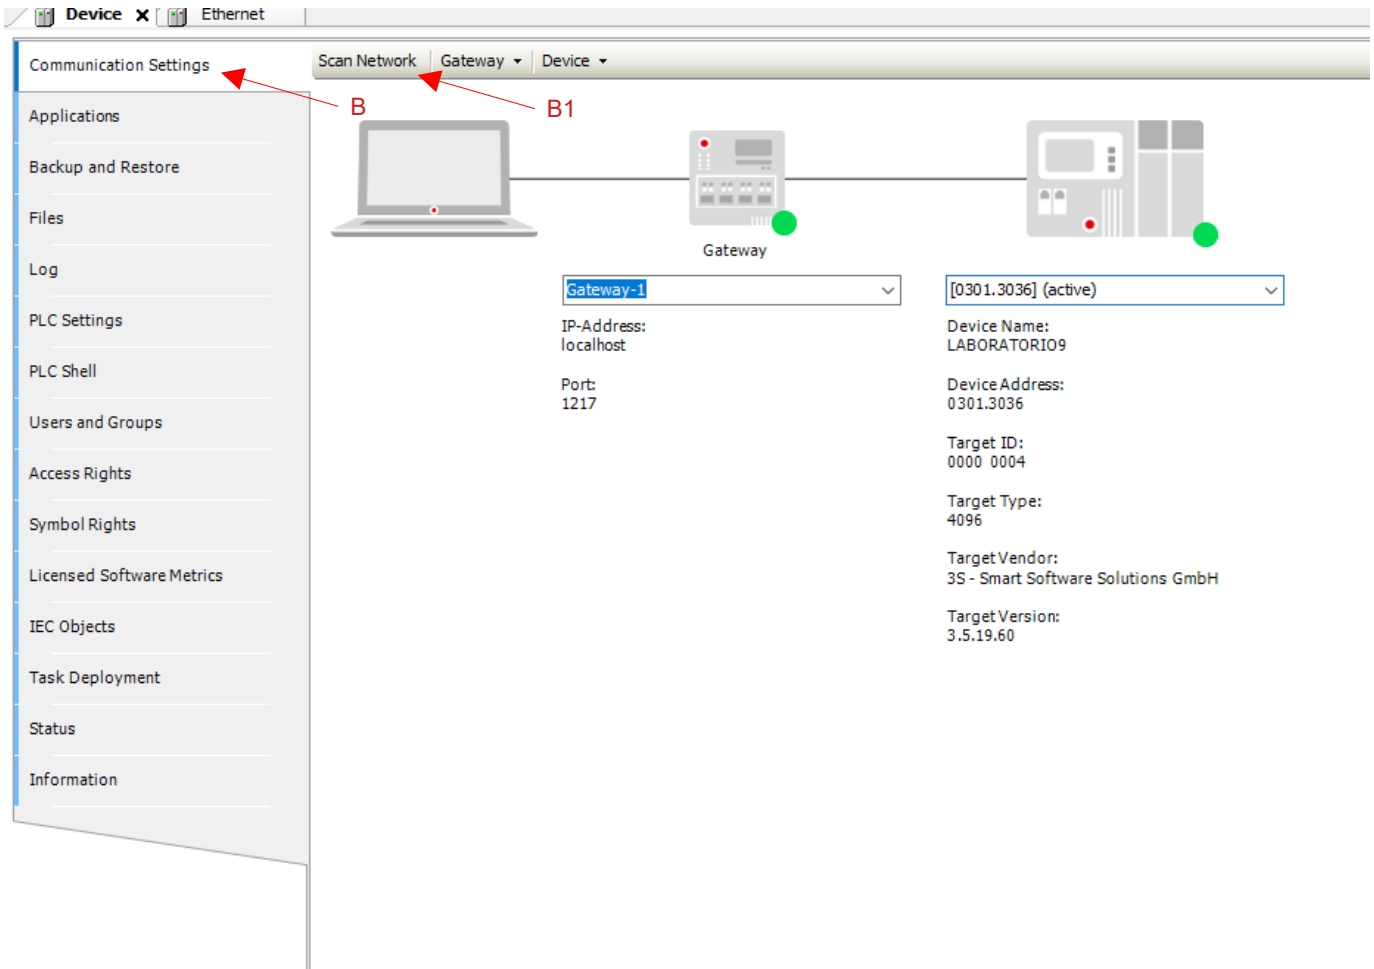 Device
Ethernet
Communication Settings
Scan Network
Gateway
Device
B
B1
Applications
Backup and Restore
Files
Log
PLC Settings
PLC Shell
Users and Groups
Access Rights
Symbol Rights
Licensed Software Metrics
IEC Objects
Task Deployment
Status
Information
Gateway
Gateway-1
IP-Address:
localhost
Port:
1217
[0301.3036] (active)
Device Name:
LABORATORIO9
Device Address:
0301.3036
Target ID:
0000 0004
Target Type:
4096
Target Vendor:
3S - Smart Software Solutions GmbH
Target Version:
3.5.19.60